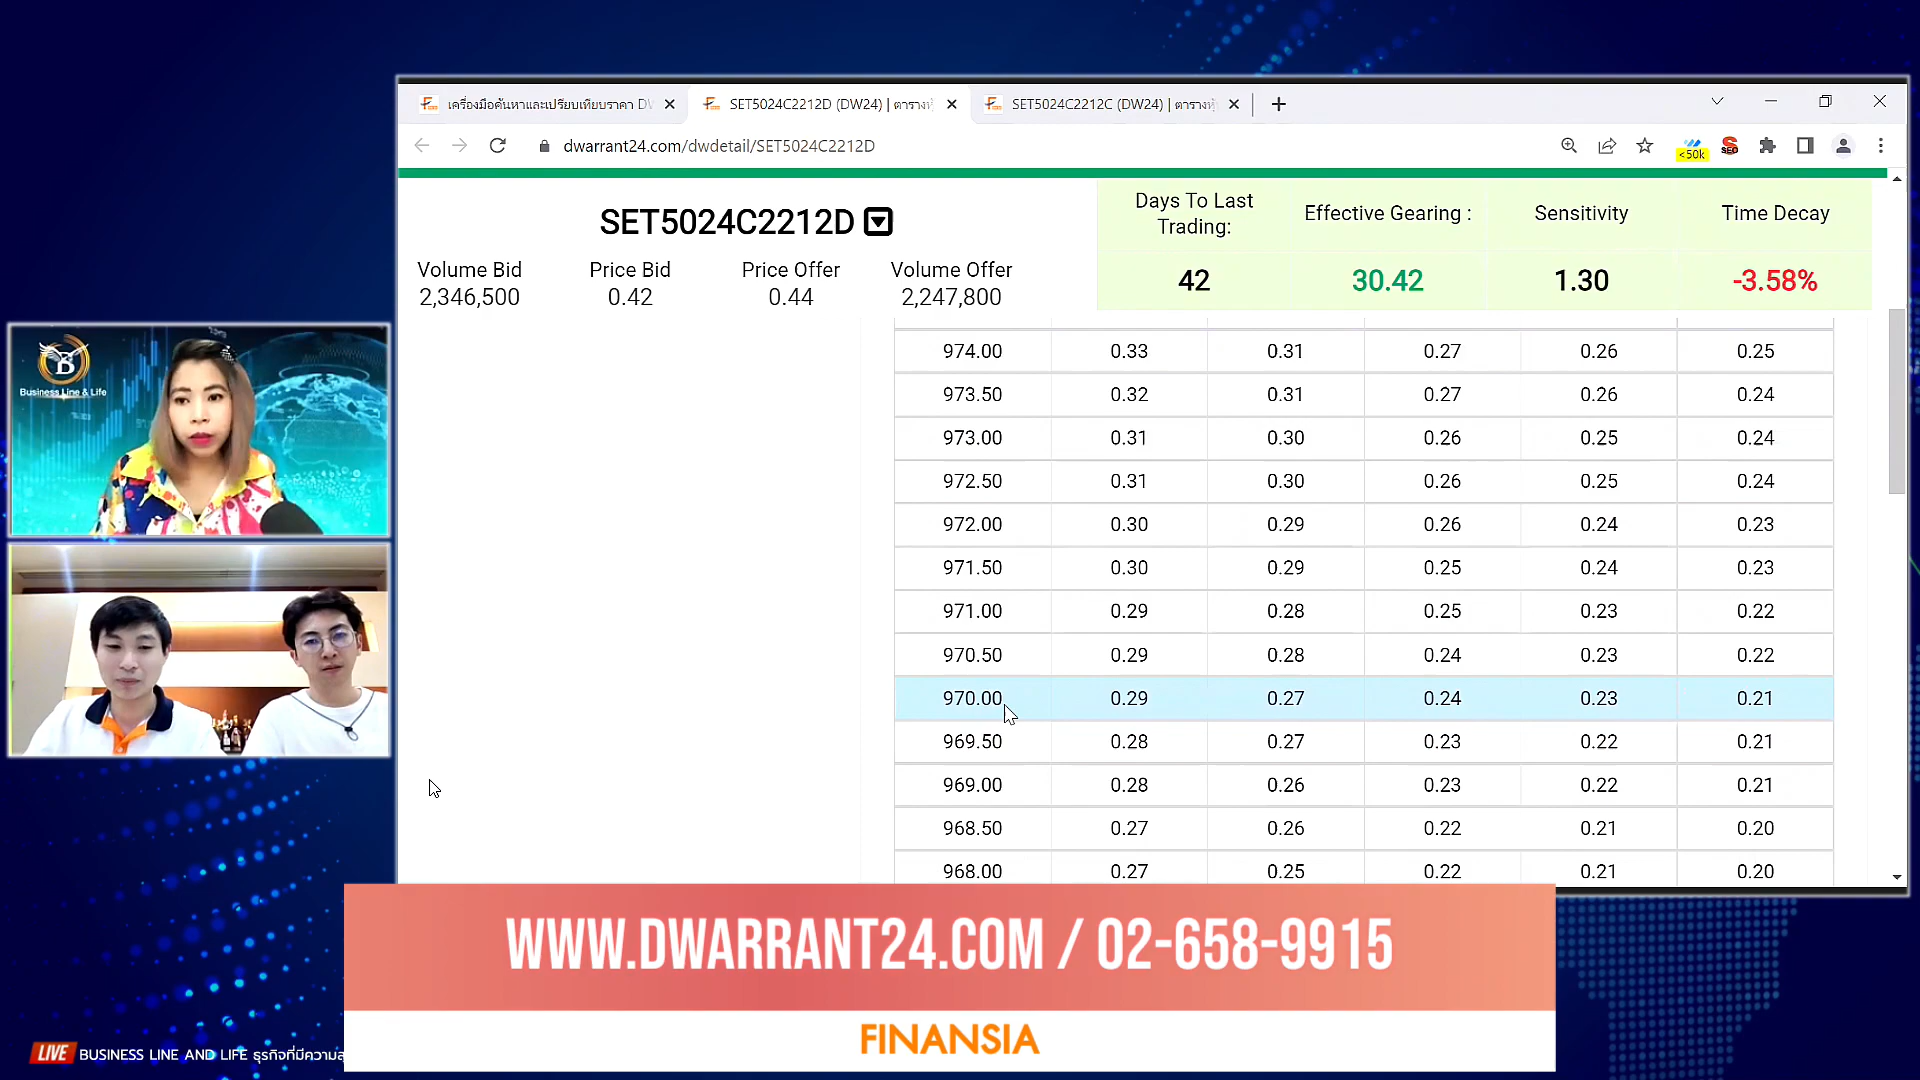 เครื่องมือค้นหาและเปรียบเทียบราคา DW
SET5024C2212D (DW24) | ตารางหุ้
SET5024C2212C (DW24) | ตารางหุ้
dwarrant24.com/dwdetail/SET5024C2212D
<50k
SEO
SET5024C2212D
Volume Bid Price Bid Price Offer Volume Offer
2,346,500 0.42 0.44 2,247,800
Days To Last Trading: Effective Gearing : Sensitivity Time Decay
42 30.42 1.30 -3.58%
974.00 0.33 0.31 0.27 0.26 0.25
973.50 0.32 0.31 0.27 0.26 0.24
973.00 0.31 0.30 0.26 0.25 0.24
972.50 0.31 0.30 0.26 0.25 0.24
972.00 0.30 0.29 0.26 0.24 0.23
971.50 0.30 0.29 0.25 0.24 0.23
971.00 0.29 0.28 0.25 0.23 0.22
970.50 0.29 0.28 0.24 0.23 0.22
970.00 0.29 0.27 0.24 0.23 0.21
969.50 0.28 0.27 0.23 0.22 0.21
969.00 0.28 0.26 0.23 0.22 0.21
968.50 0.27 0.26 0.22 0.21 0.20
968.00 0.27 0.25 0.22 0.21 0.20
B
Business Line & Life
WWW.DWARRANT24.COM / 02-658-9915
FINANSIA
LIVE BUSINESS LINE AND LIFE ธุรกิจที่มีความสุ